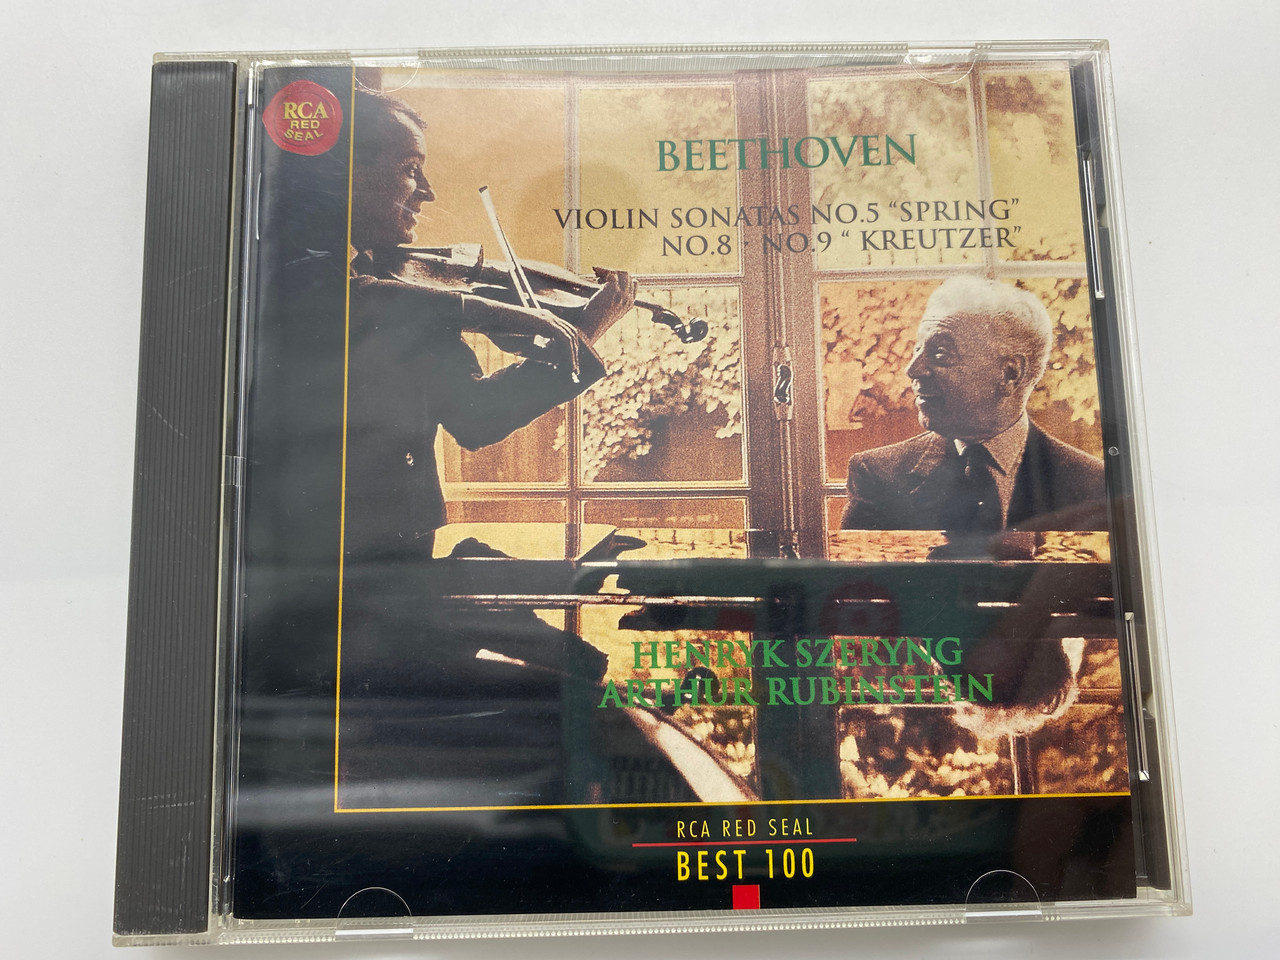 RCA
RED
SEAL
BEETHOVEN
VIOLIN SONATAS NO.5 “SPRING”
NO.8 · NO.9 “ KREUTZER”
HENRYK SZERYNG
ARTHUR RUBINSTEIN
RCA RED SEAL
BEST 100